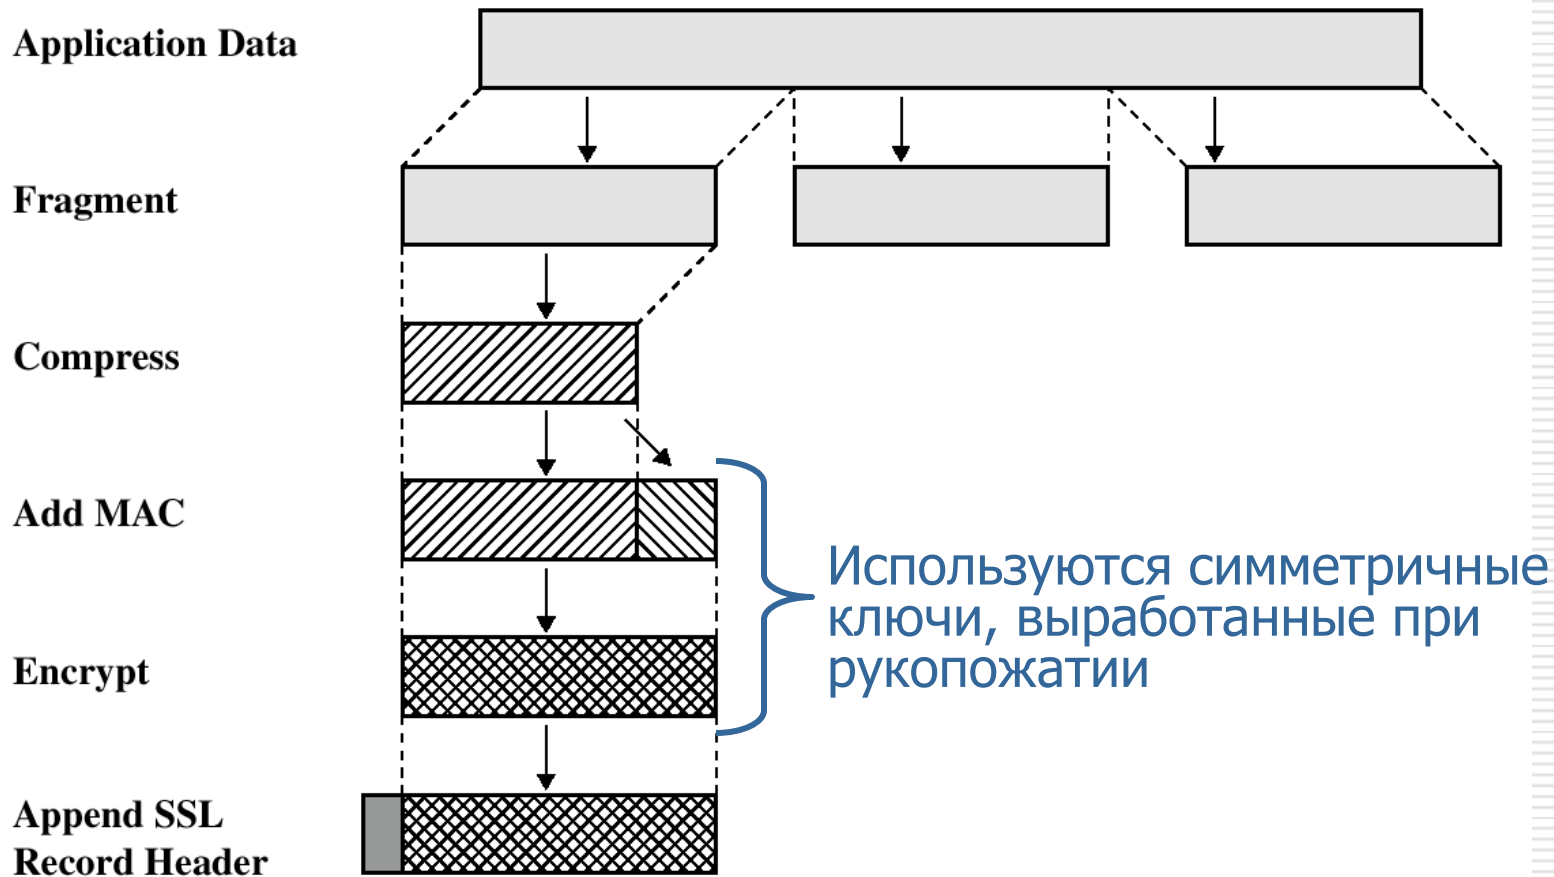 Application Data
Fragment
Compress
Add MAC
Используются симметричные
ключи, выработанные при
рукопожатии
Encrypt
Append SSL
Record Header